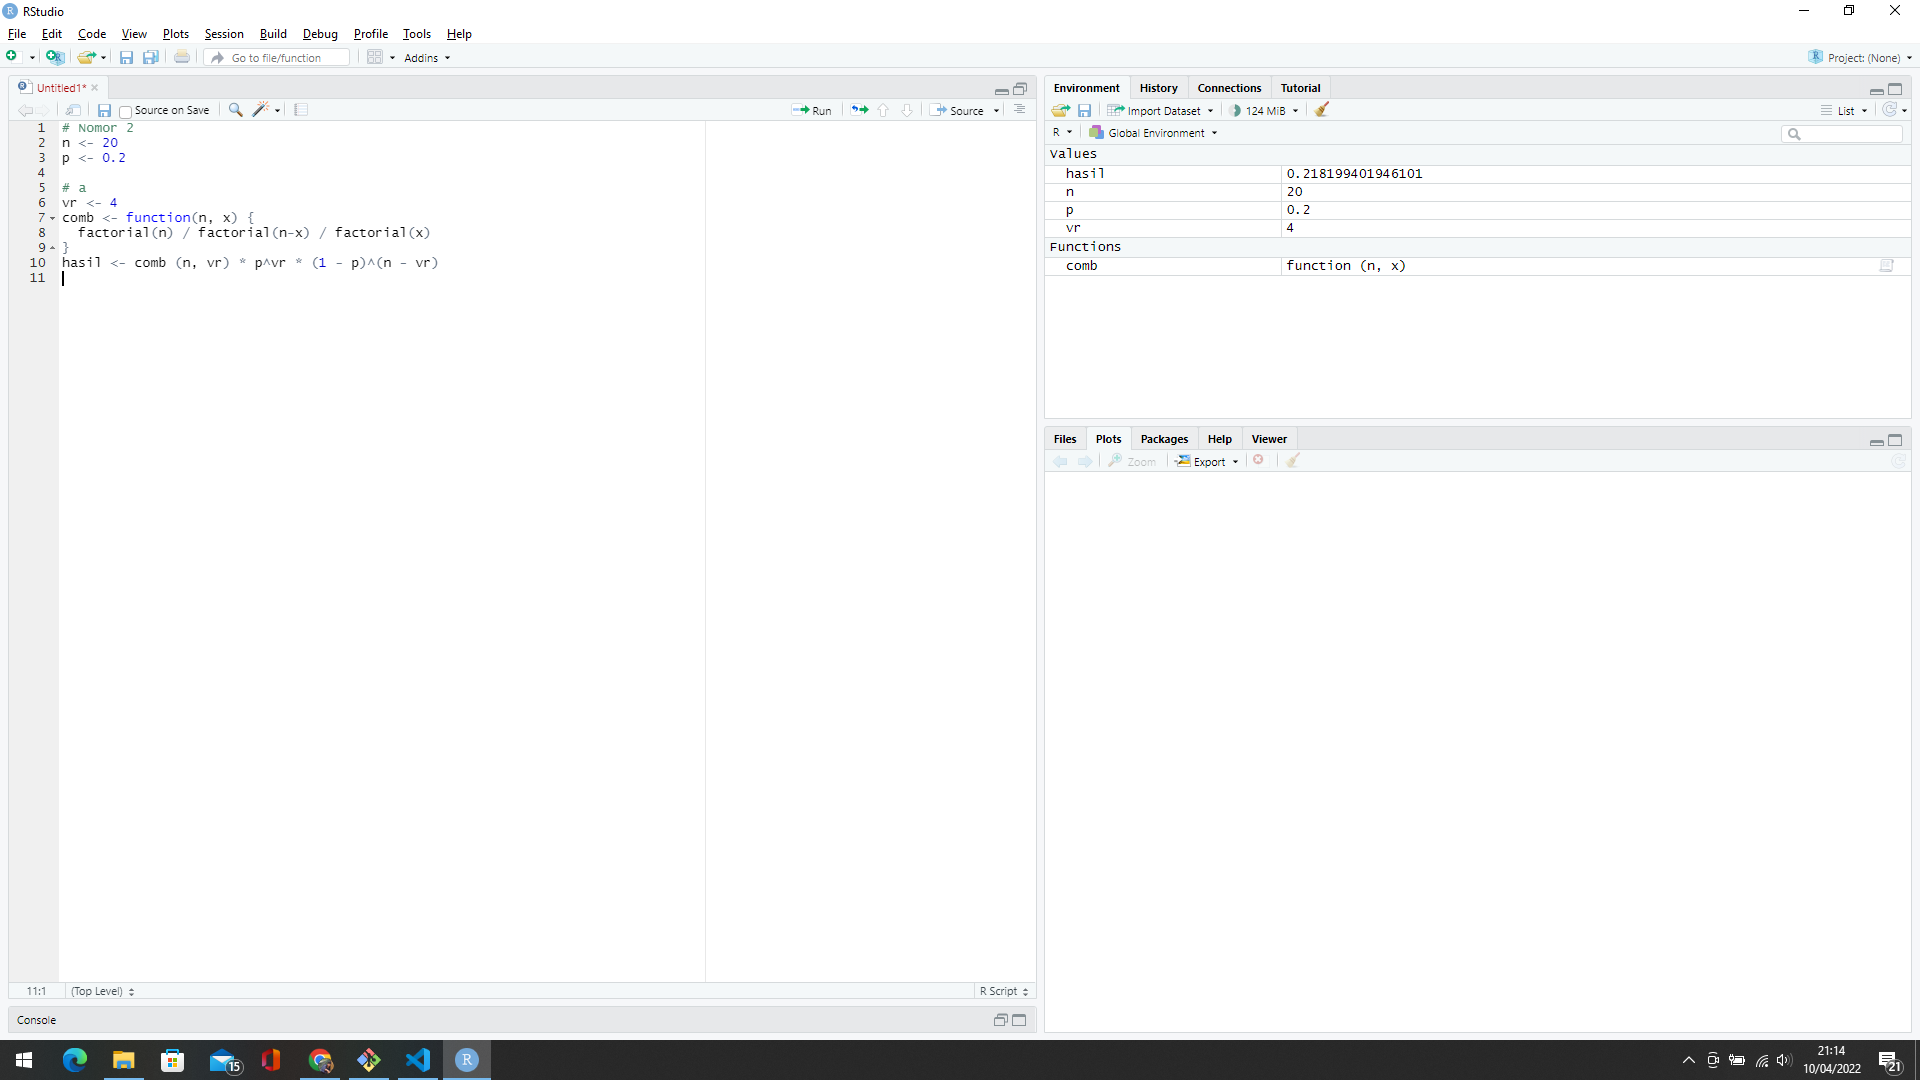 RStudio
File Edit Code View Plots Session Build Debug Profile Tools Help
Go to file/function Addins Project: (None)
Untitled1*
Source on Save Run Source
1 # Nomor 2
2 n <- 20
3 p <- 0.2
4
5 # a
6 vr <- 4
7 comb <- function(n, x) {
8 factorial(n) / factorial(n-x) / factorial(x)
9 }
10 hasil <- comb (n, vr) * p^vr * (1 - p)^(n - vr)
11
11:1 (Top Level) R Script
Console
Environment History Connections Tutorial
Import Dataset 124 MiB List
R Global Environment
Values
hasil 0.218199401946101
n 20
p 0.2
vr 4
Functions
comb function (n, x)
Files Plots Packages Help Viewer
Zoom Export
15
R
21:14
10/04/2022
21